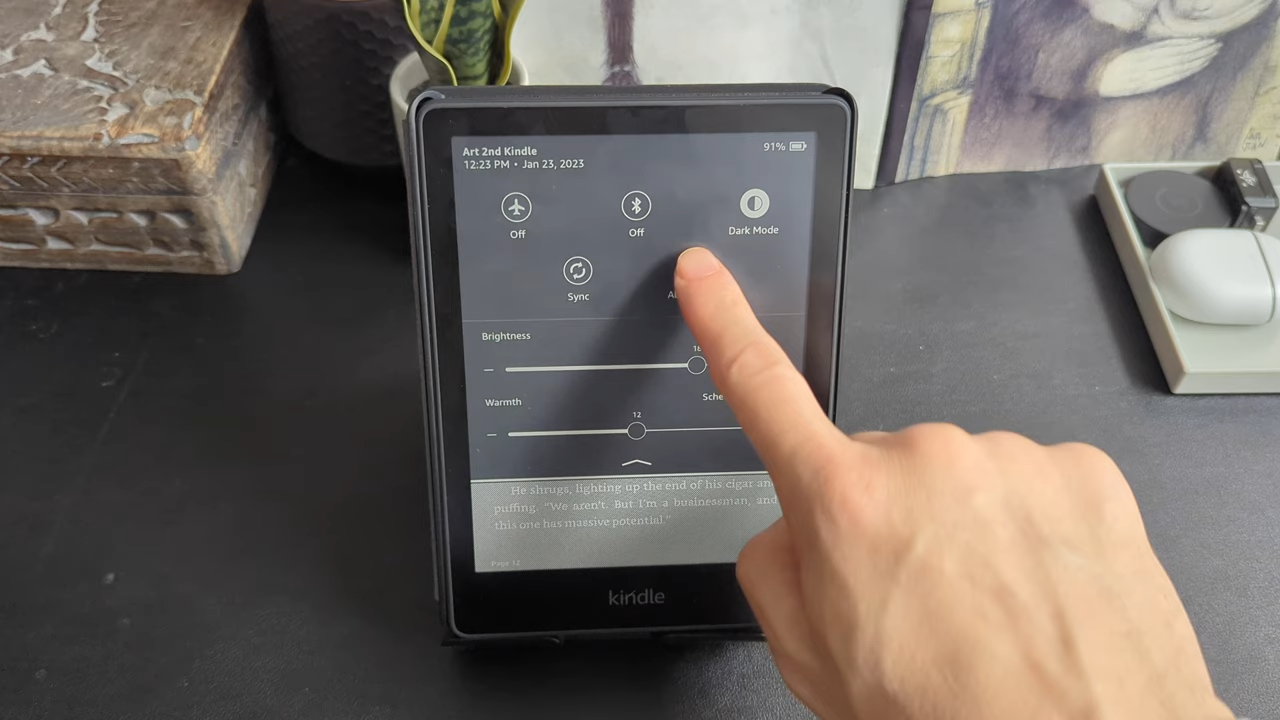 Art 2nd Kindle
91%
12:23 PM • Jan 23, 2023
Off
Off
Dark Mode
Sync
Brightness
Warmth
12
He shrugs, lighting up the end of his cigar
puffing. "We aren't. But I'm a businessman, and
this one has massive potential."
Page 12
kindle